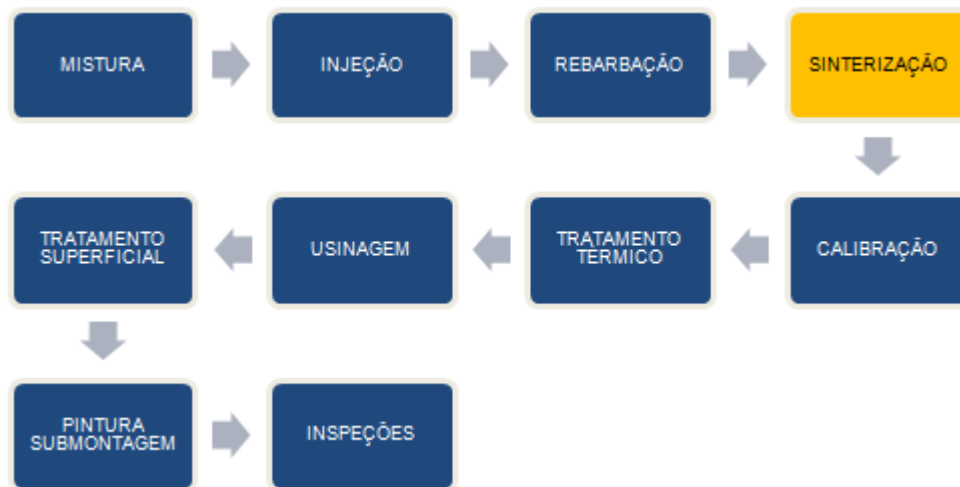 MISTURA
INJEÇÃO
REBARBAÇÃO
SINTERIZAÇÃO
CALIBRAÇÃO
TRATAMENTO
TERMICO
USINAGEM
TRATAMENTO
SUPERFICIAL
PINTURA
SUBMONTAGEM
INSPEÇÕES